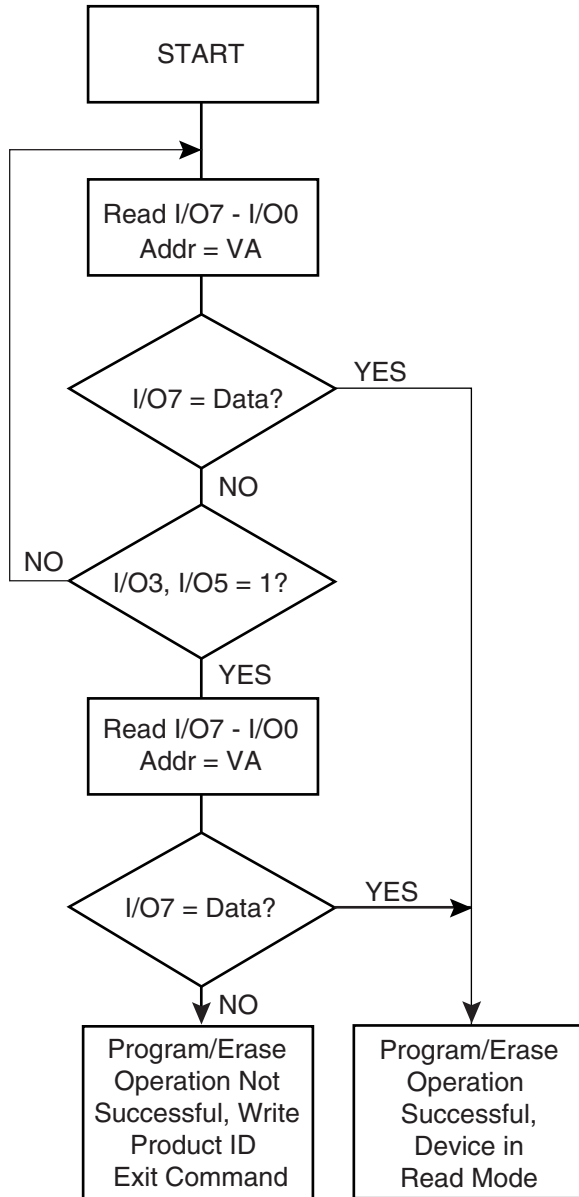 START
Read I/O7 - I/O0
Addr = VA
I/O7 = Data?
YES
NO
NO
I/O3, I/O5 = 1?
YES
Read I/O7 - I/O0
Addr = VA
I/O7 = Data?
YES
NO
Program/Erase
Operation Not
Successful, Write
Product ID
Exit Command
Program/Erase
Operation
Successful,
Device in
Read Mode